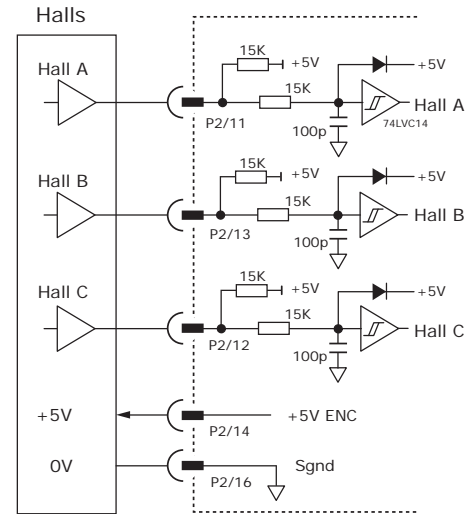 Halls
15K
+5V
Hall A
15K
+5V
Hall A
P2/11
74LVC14
100p
15K
+5V
Hall B
15K
+5V
Hall B
P2/13
100p
15K
+5V
Hall C
15K
+5V
Hall C
P2/12
100p
+5V
+5V ENC
P2/14
0V
Sgnd
P2/16